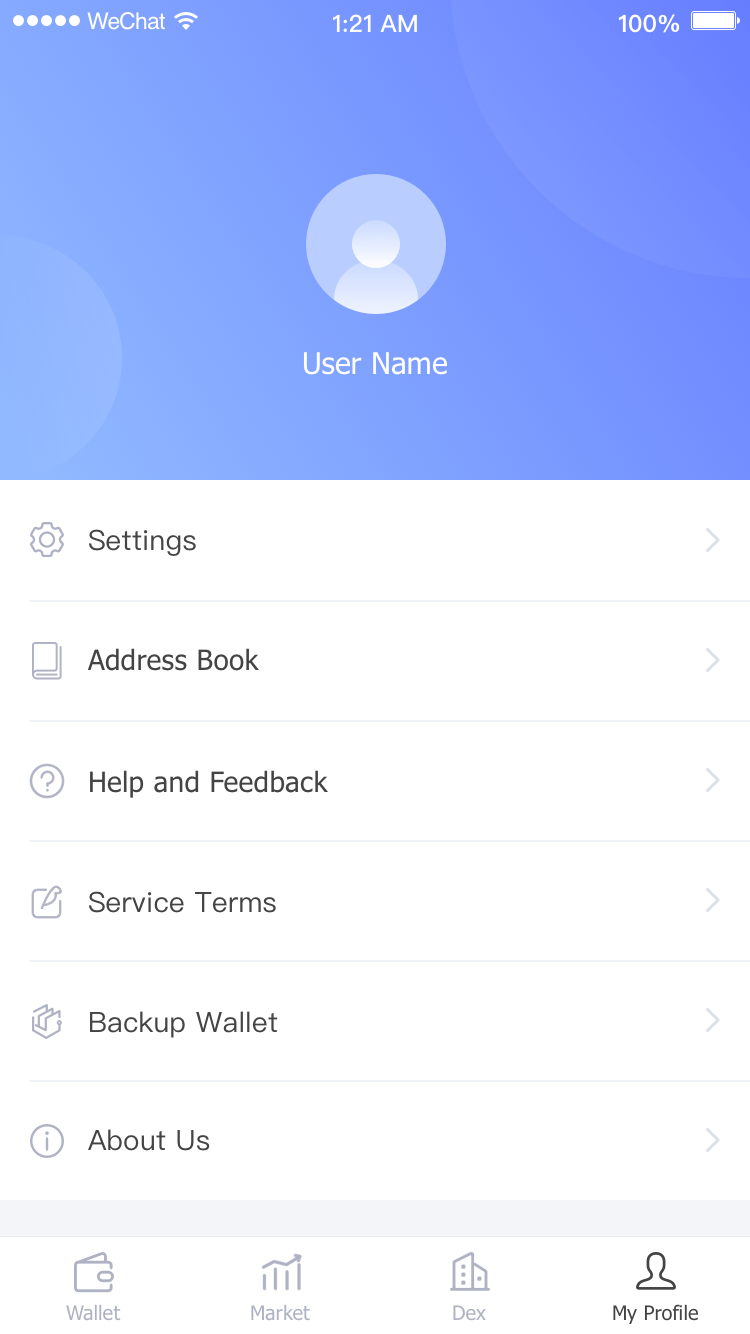 WeChat 1:21 AM 100%
User Name
Settings
Address Book
Help and Feedback
Service Terms
Backup Wallet
About Us
Wallet Market Dex My Profile